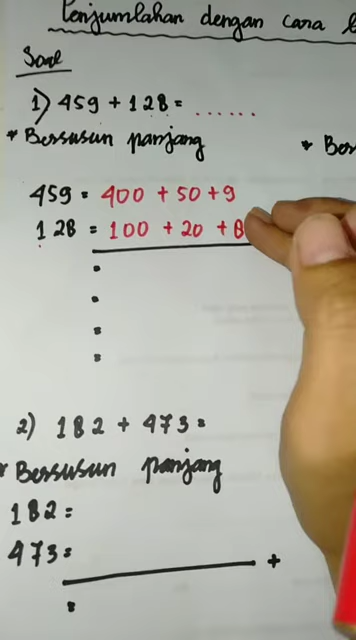 Penjumlahan dengan cara
Soal
1) 459 + 128 = ......
* Bersusun panjang
459 = 400 + 50 + 9
128 = 100 + 20 + 8
2) 182 + 473 =
* Bersusun panjang
182 =
473 =
+
=